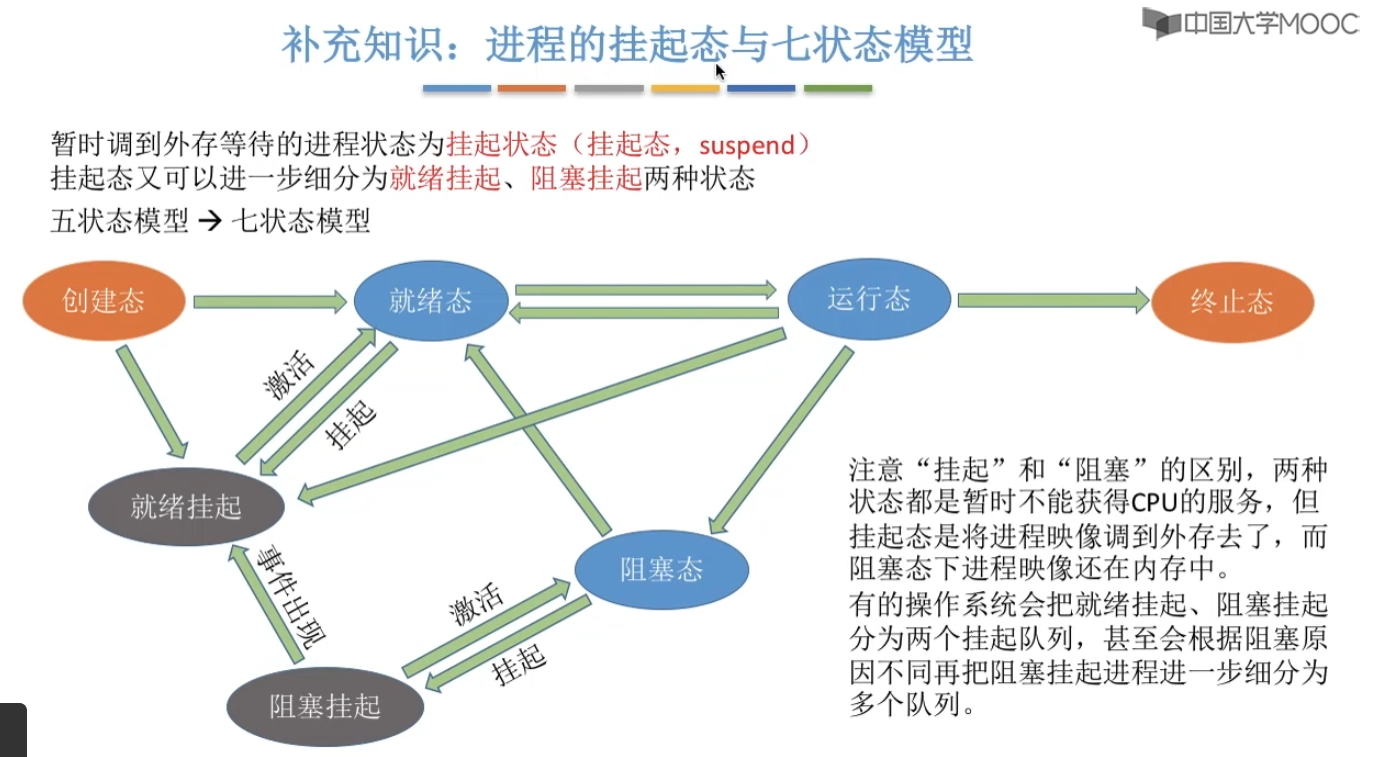 中国大学MOOC
补充知识：进程的挂起态与七状态模型
暂时调到外存等待的进程状态为挂起状态（挂起态，suspend）
挂起态又可以进一步细分为就绪挂起、阻塞挂起两种状态
五状态模型 → 七状态模型
创建态
就绪态
运行态
终止态
激活
挂起
就绪挂起
事件出现
阻塞态
激活
挂起
阻塞挂起
注意“挂起”和“阻塞”的区别，两种
状态都是暂时不能获得CPU的服务，但
挂起态是将进程映像调到外存去了，而
阻塞态下进程映像还在内存中。
有的操作系统会把就绪挂起、阻塞挂起
分为两个挂起队列，甚至会根据阻塞原
因不同再把阻塞挂起进程进一步细分为
多个队列。